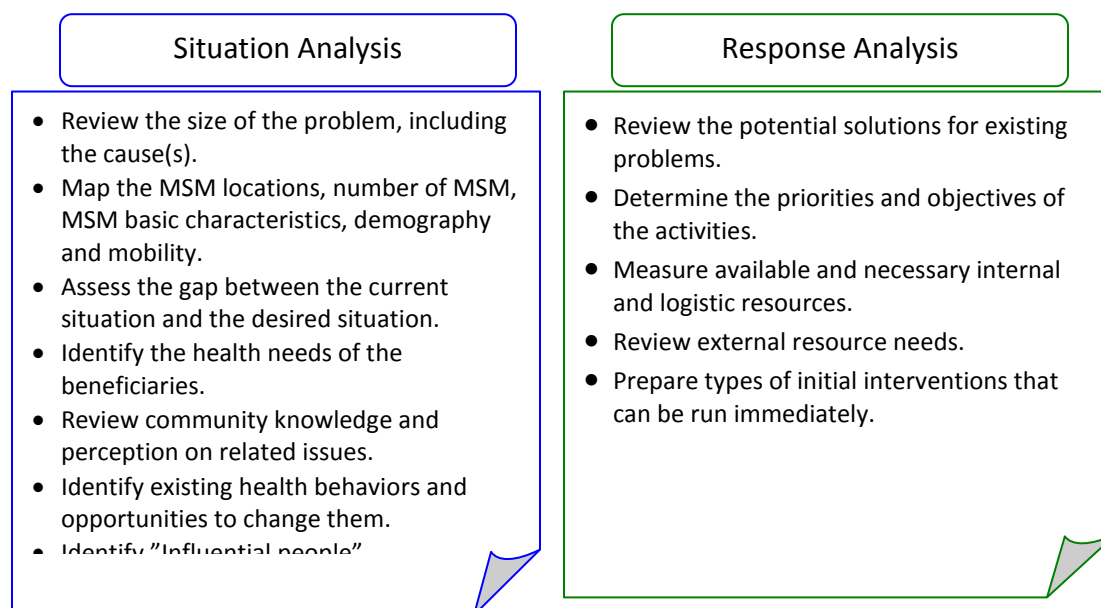 Situation Analysis
• Review the size of the problem, including
the cause(s).
• Map the MSM locations, number of MSM,
MSM basic characteristics, demography
and mobility.
• Assess the gap between the current
situation and the desired situation.
• Identify the health needs of the
beneficiaries.
• Review community knowledge and
perception on related issues.
• Identify existing health behaviors and
opportunities to change them.
• Identify ”Influential people”
Response Analysis
• Review the potential solutions for existing
problems.
• Determine the priorities and objectives of
the activities.
• Measure available and necessary internal
and logistic resources.
• Review external resource needs.
• Prepare types of initial interventions that
can be run immediately.